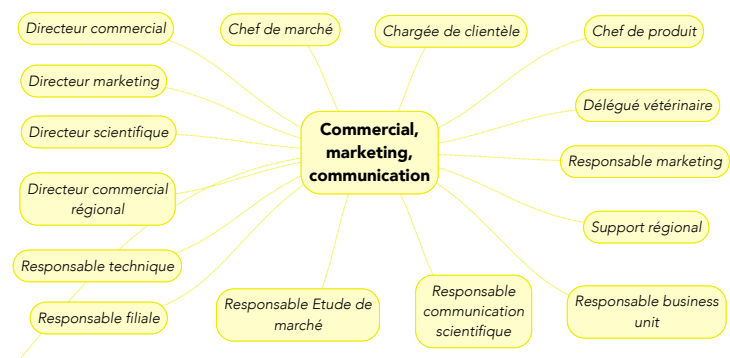 Directeur commercial
Chef de marché
Chargée de clientèle
Chef de produit
Directeur marketing
Délégué vétérinaire
Directeur scientifique
Commercial,
marketing,
communication
Responsable marketing
Directeur commercial
régional
Support régional
Responsable technique
Responsable filiale
Responsable Etude de
marché
Responsable
communication
scientifique
Responsable business
unit